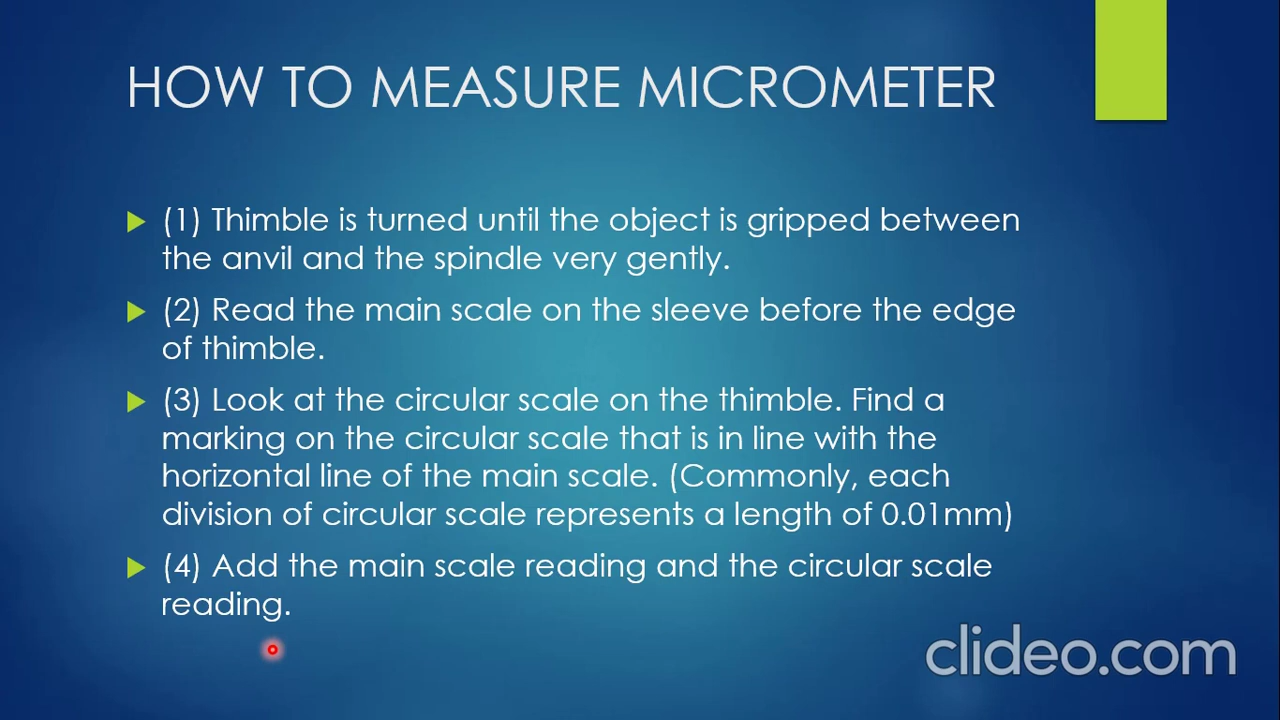 HOW TO MEASURE MICROMETER
(1) Thimble is turned until the object is gripped between
the anvil and the spindle very gently.
(2) Read the main scale on the sleeve before the edge
of thimble.
(3) Look at the circular scale on the thimble. Find a
marking on the circular scale that is in line with the
horizontal line of the main scale. (Commonly, each
division of circular scale represents a length of 0.01mm)
(4) Add the main scale reading and the circular scale
reading.
clideo.com